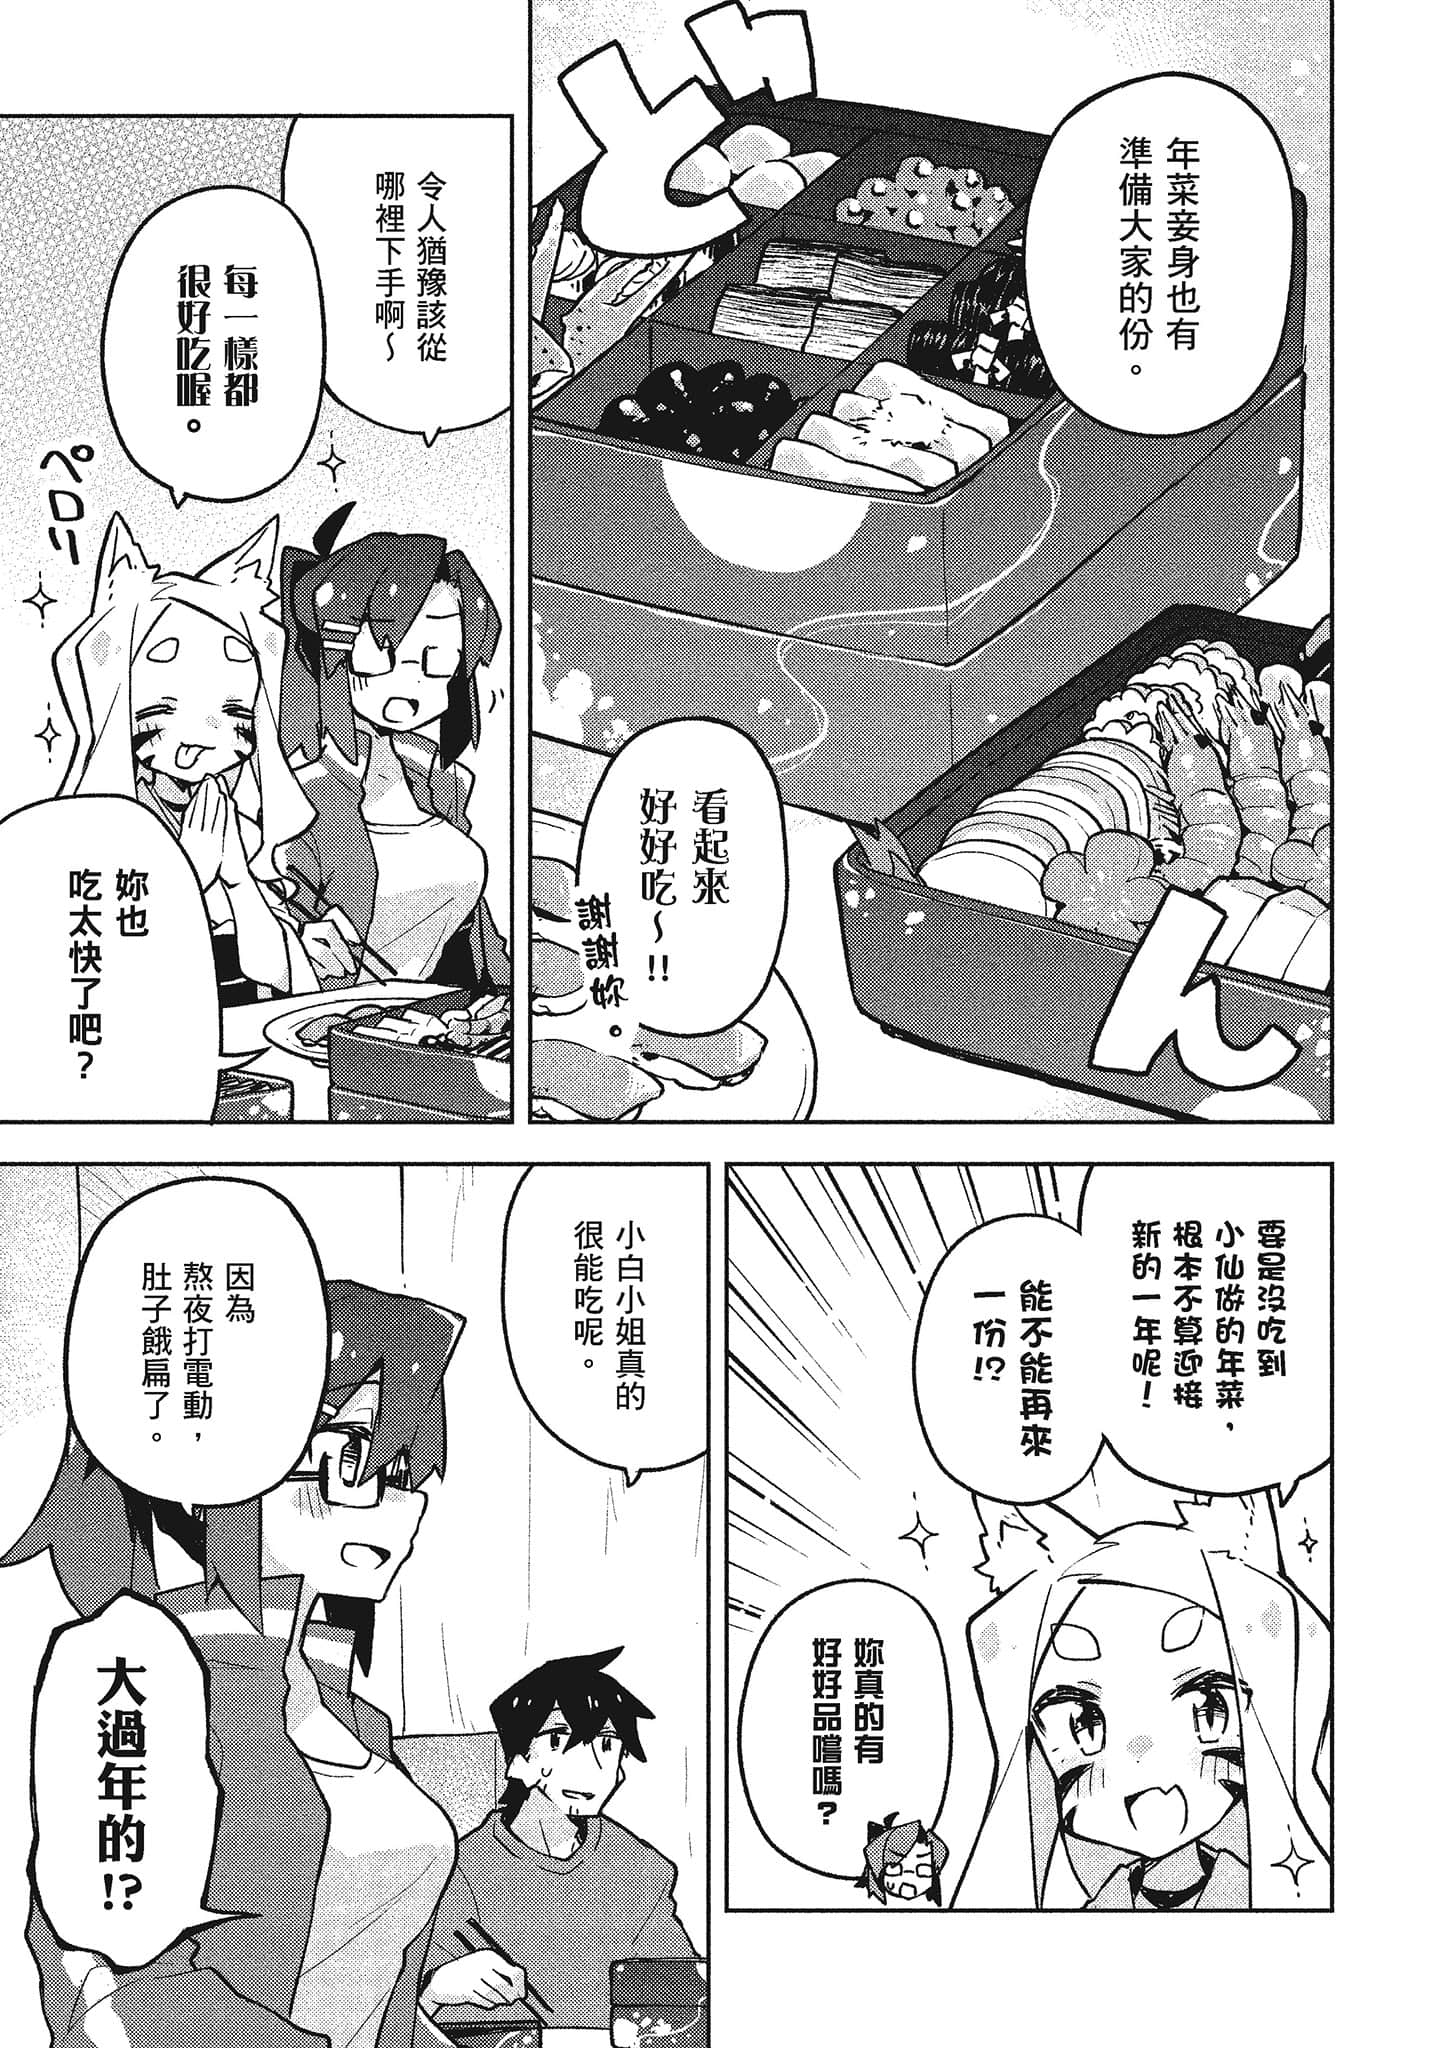 年菜妾身也有
準備大家的份。
どーん
看起來
好好吃～!!
謝謝妳。
令人猶豫該從
哪裡下手啊～
每一樣都
很好吃喔。
ペロリ
妳也
吃太快了吧？
要是沒吃到
小仙做的年菜，
根本不算迎接
新的一年呢！
能不能再來
一份!?
妳真的有
好好品嚐嗎？
小白小姐真的
很能吃呢。
因為
熬夜打電動，
肚子餓扁了。
大過年的!?